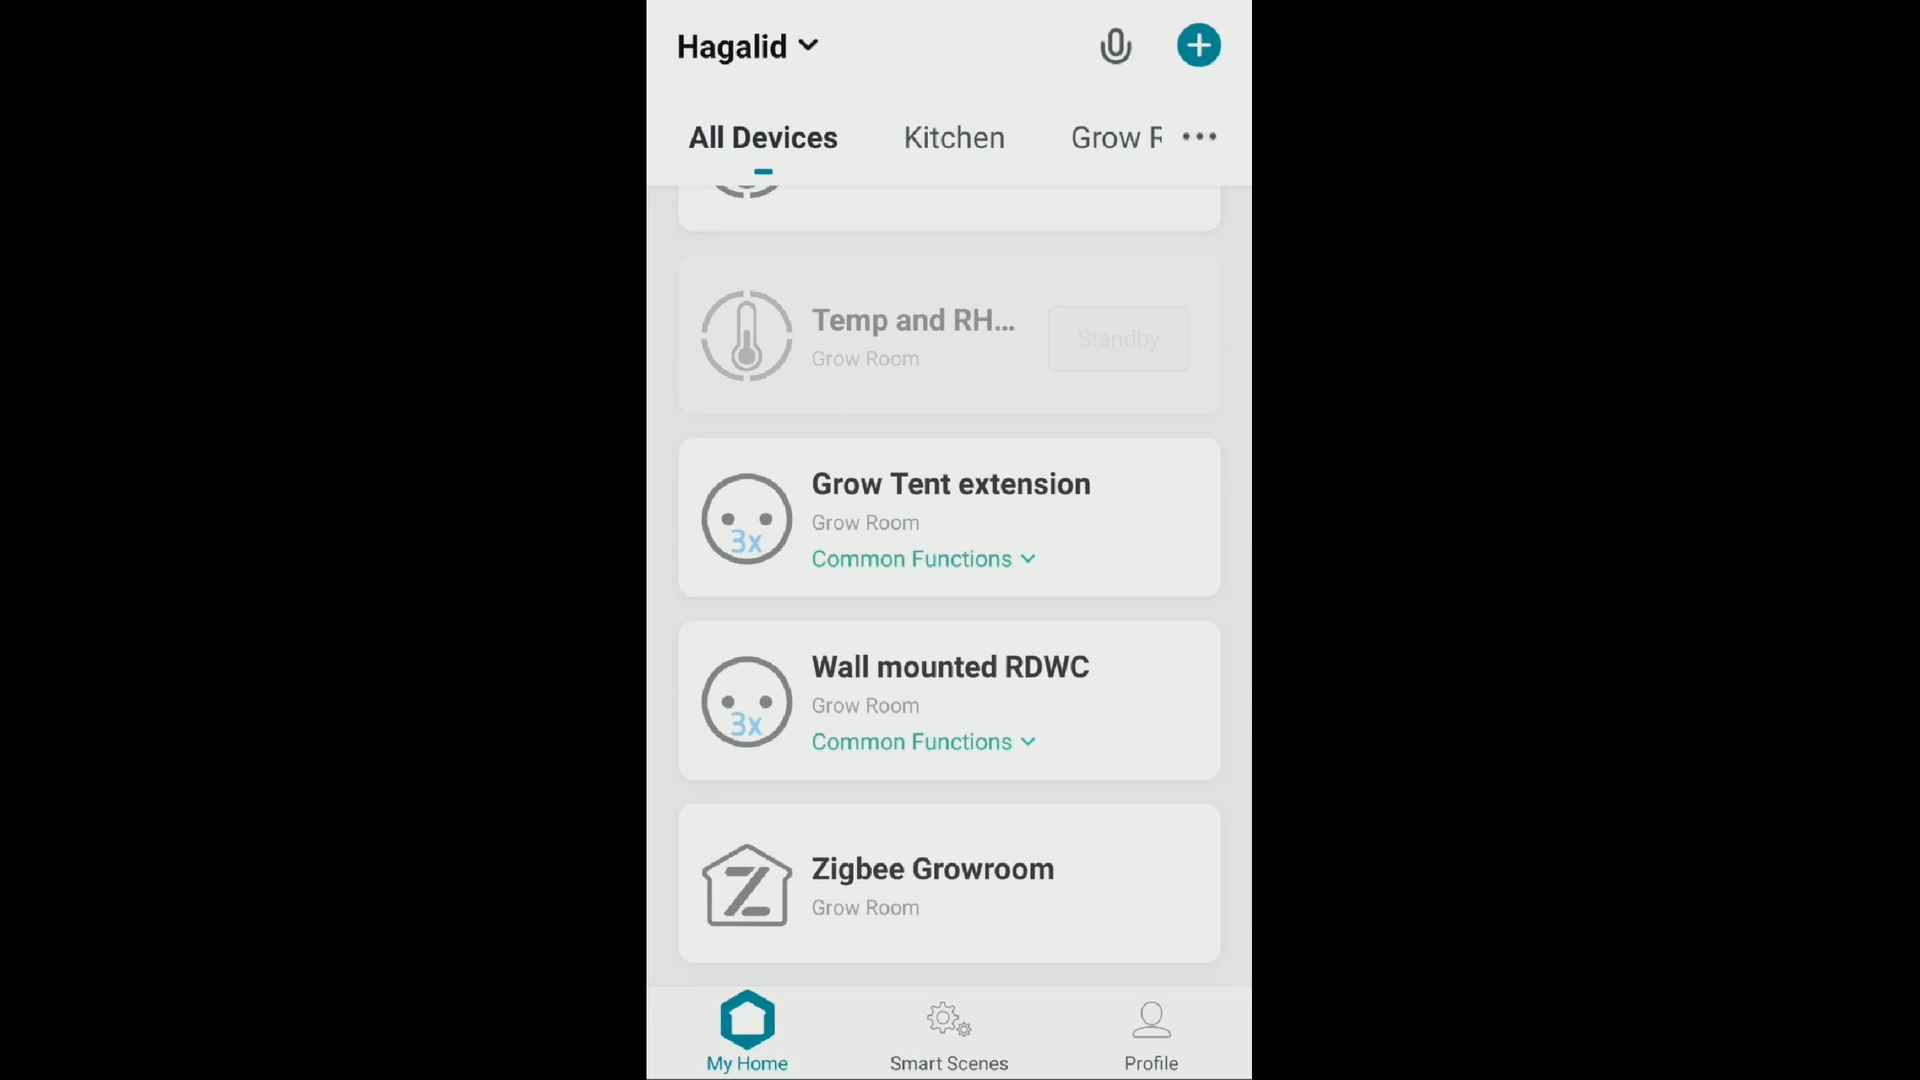 Hagalid
All Devices Kitchen Grow R
Temp and RH...
Grow Room
Standby
Grow Tent extension
Grow Room
3x
Common Functions
Wall mounted RDWC
Grow Room
3x
Common Functions
Zigbee Growroom
Grow Room
My Home Smart Scenes Profile